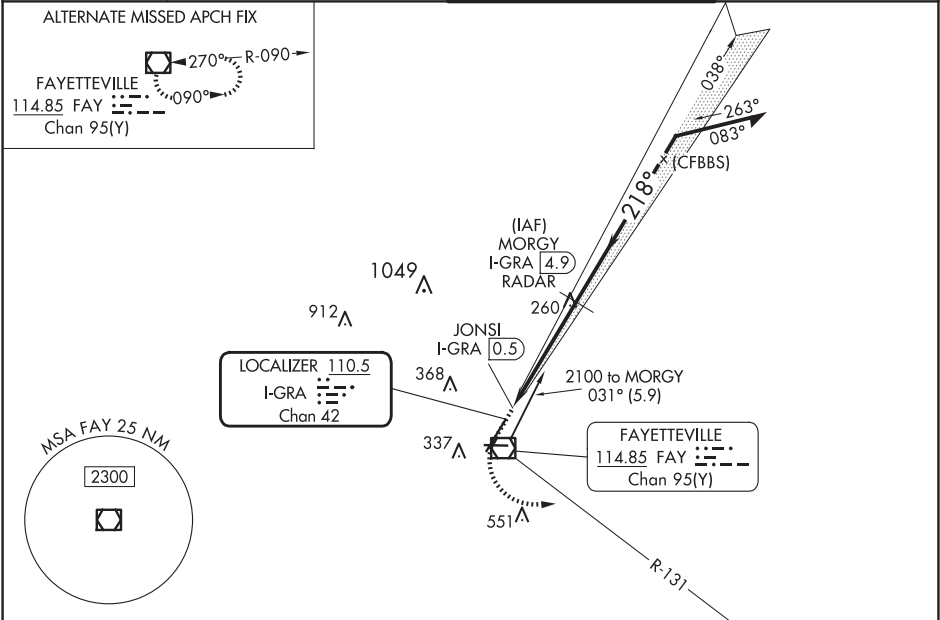 ALTERNATE MISSED APCH FIX
270°
R-090
090°
FAYETTEVILLE
114.85 FAY
Chan 95(Y)
038°
263°
083°
(CFBBS)
218°
(IAF)
MORGY
I-GRA 4.9
RADAR
260
1049
912
JONSI
I-GRA 0.5
368
LOCALIZER 110.5
I-GRA
Chan 42
2100 to MORGY
031° (5.9)
337
FAYETTEVILLE
114.85 FAY
Chan 95(Y)
MSA FAY 25 NM
2300
551
R-131